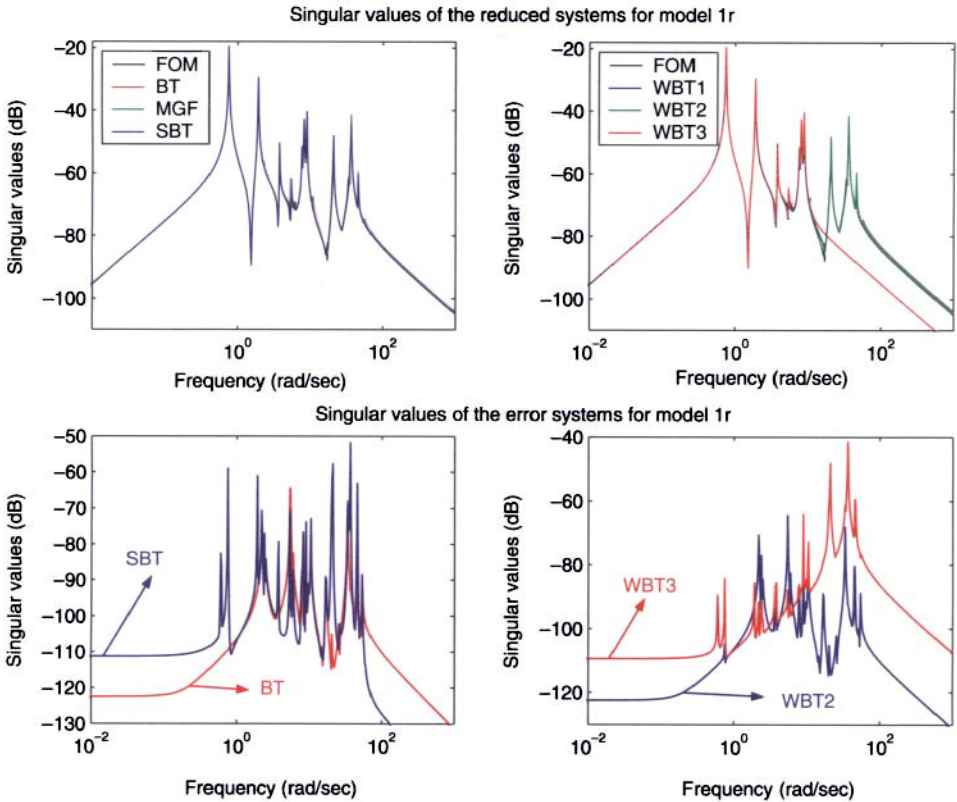 Singular values of the reduced systems for model 1r
Singular values (dB)
−20
−40
−60
−80
−100
FOM
BT
MGF
SBT
10^0
10^2
Frequency (rad/sec)
Singular values (dB)
−20
−40
−60
−80
−100
FOM
WBT1
WBT2
WBT3
10^−2
10^0
10^2
Frequency (rad/sec)
Singular values of the error systems for model 1r
Singular values (dB)
−50
−60
−70
−80
−90
−100
−110
−120
−130
SBT
BT
10^−2
10^0
10^2
Frequency (rad/sec)
Singular values (dB)
−40
−60
−80
−100
−120
WBT3
WBT2
10^−2
10^0
10^2
Frequency (rad/sec)